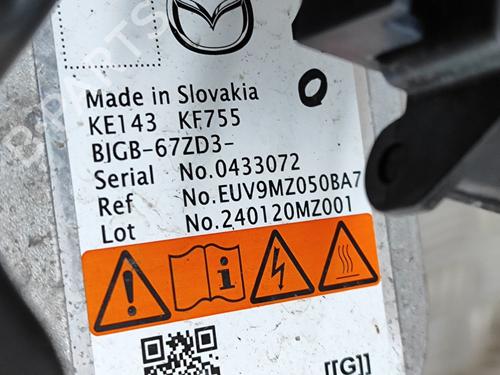 Made in Slovakia
KE143 KF755
BJGB-67ZD3-
Serial No.0433072
Ref No.EUV9MZ050BA7
Lot No.240120MZ001
[[G]]